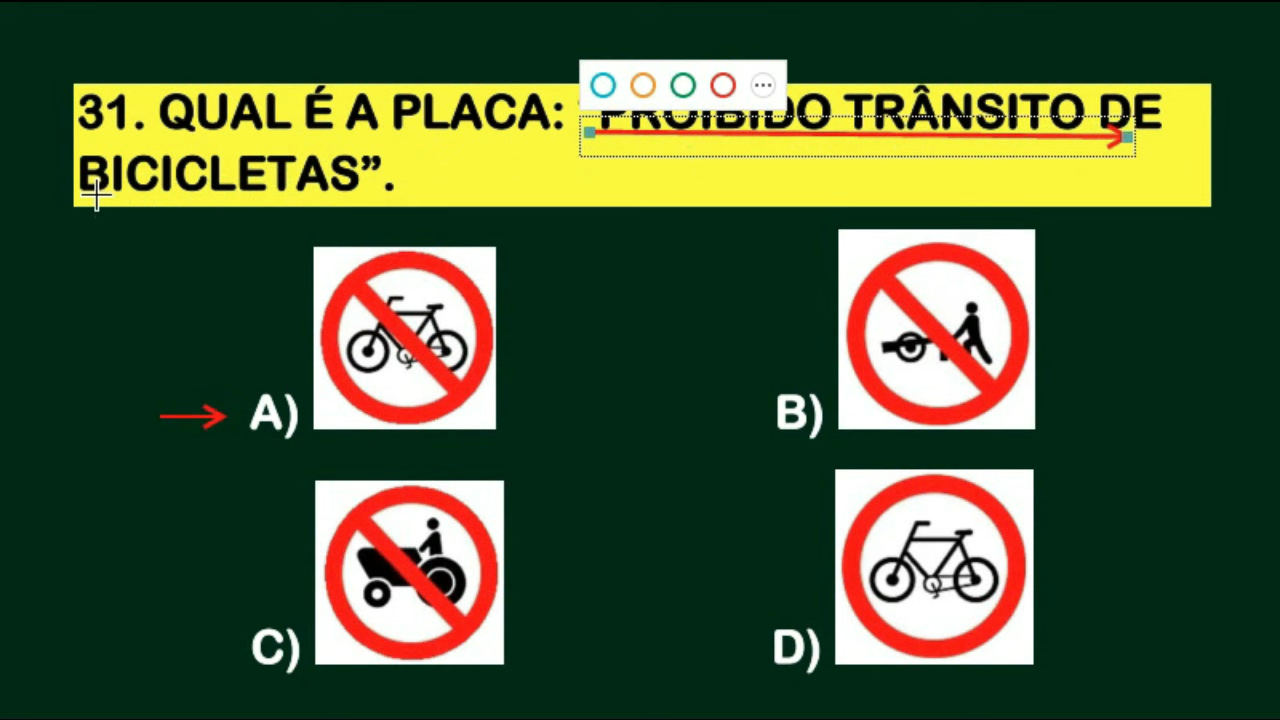 31. QUAL É A PLACA: PROIBIDO TRÂNSITO DE
BICICLETAS”.
A)
B)
C)
D)